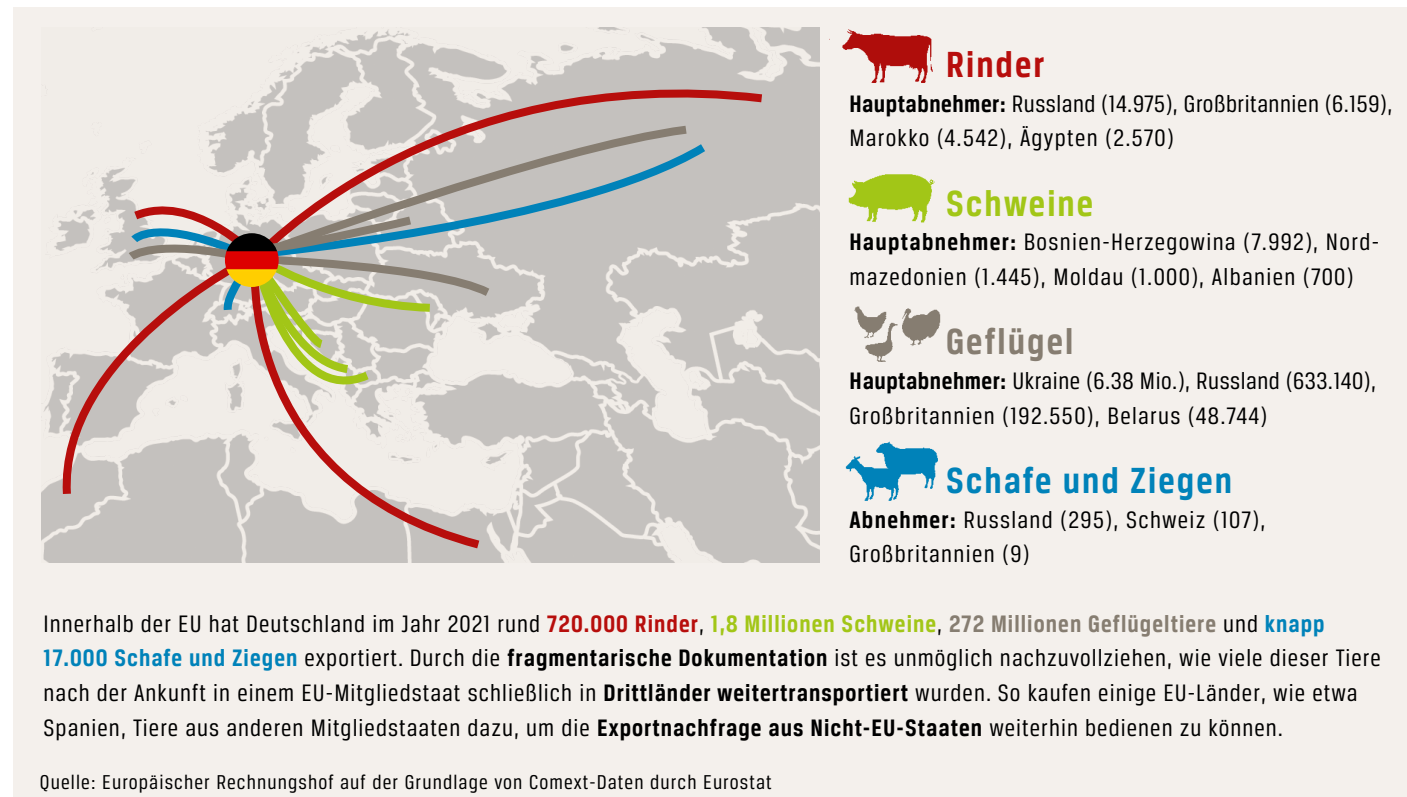 Rinder
Hauptabnehmer: Russland (14.975), Großbritannien (6.159),
Marokko (4.542), Ägypten (2.570)
Schweine
Hauptabnehmer: Bosnien-Herzegowina (7.992), Nord-
mazedonien (1.445), Moldau (1.000), Albanien (700)
Geflügel
Hauptabnehmer: Ukraine (6.38 Mio.), Russland (633.140),
Großbritannien (192.550), Belarus (48.744)
Schafe und Ziegen
Abnehmer: Russland (295), Schweiz (107),
Großbritannien (9)
Innerhalb der EU hat Deutschland im Jahr 2021 rund 720.000 Rinder, 1,8 Millionen Schweine, 272 Millionen Geflügeltiere und knapp
17.000 Schafe und Ziegen exportiert. Durch die fragmentarische Dokumentation ist es unmöglich nachzuvollziehen, wie viele dieser Tiere
nach der Ankunft in einem EU-Mitgliedstaat schließlich in Drittländer weitertransportiert wurden. So kaufen einige EU-Länder, wie etwa
Spanien, Tiere aus anderen Mitgliedstaaten dazu, um die Exportnachfrage aus Nicht-EU-Staaten weiterhin bedienen zu können.
Quelle: Europäischer Rechnungshof auf der Grundlage von Comext-Daten durch Eurostat